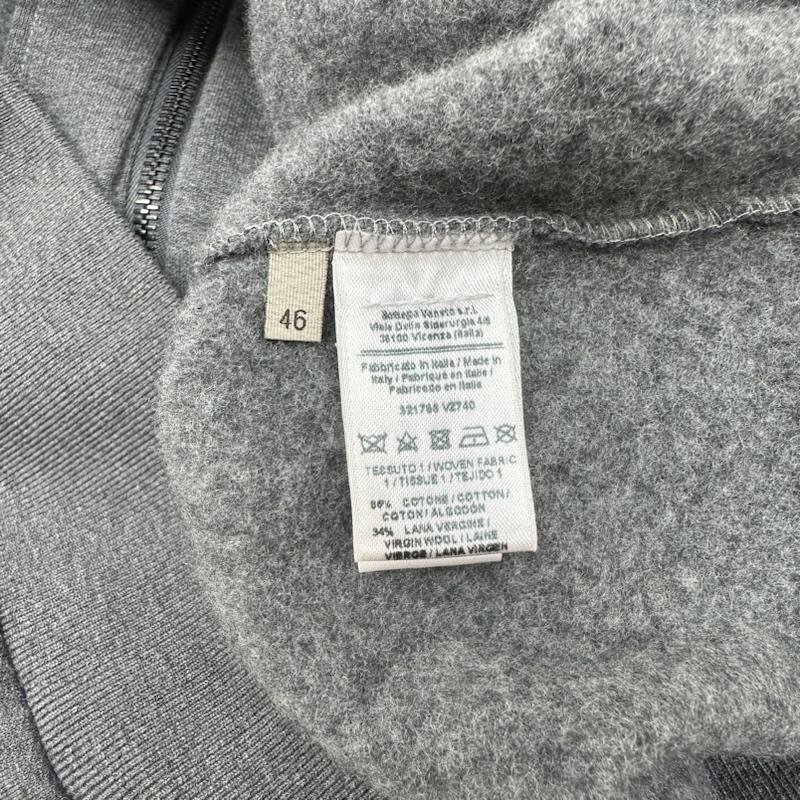 46
Bottega Veneta s.r.l.
Viale Della Siderurgia 4/6
36100 Vicenza (Italia)
Fabbricato in Italia / Made in
Italy / Fabriqué en Italie /
Fabricado en Italia
321768 V2740
TESSUTO 1 / WOVEN FABRIC
1 / TISSUE 1 / TEJIDO 1
66% COTONE / COTTON /
COTON / ALGODON
34% LANA VERGINE /
VIRGIN WOOL / LAINE
VIERGE / LANA VIRGEN